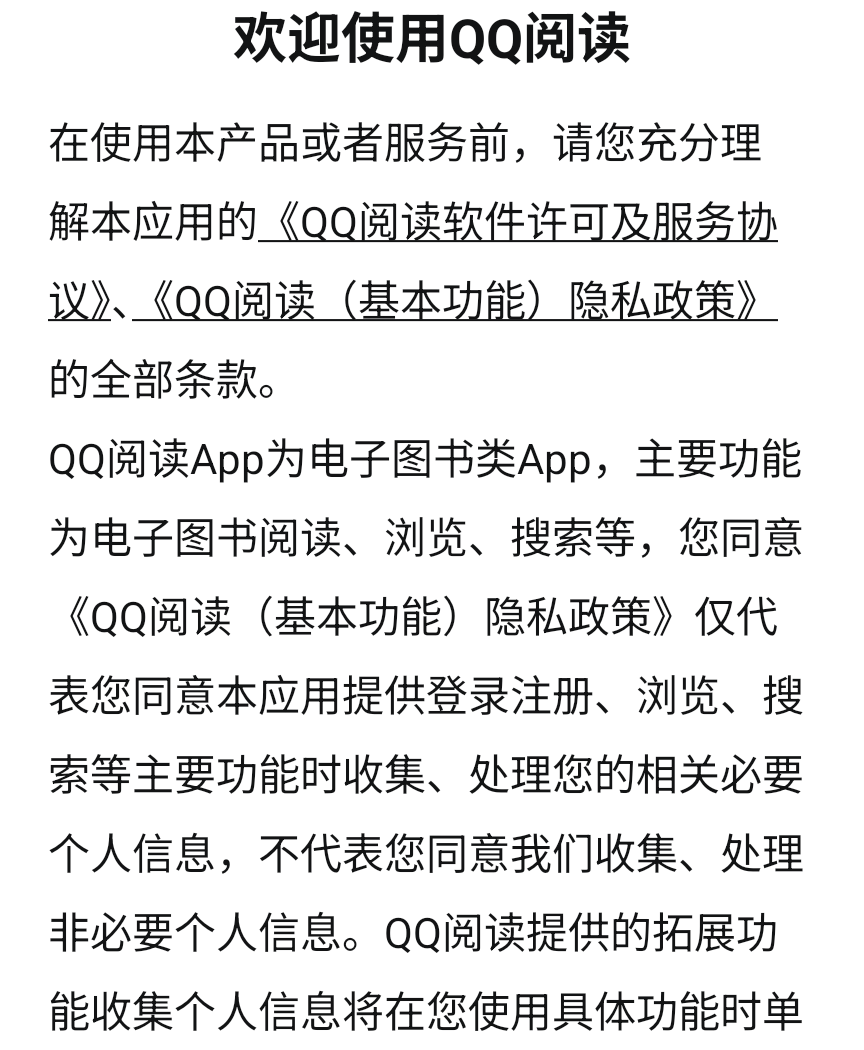 欢迎使用QQ阅读
在使用本产品或者服务前，请您充分理
解本应用的《QQ阅读软件许可及服务协
议》、《QQ阅读（基本功能）隐私政策》
的全部条款。
QQ阅读App为电子图书类App，主要功能
为电子图书阅读、浏览、搜索等，您同意
《QQ阅读（基本功能）隐私政策》仅代
表您同意本应用提供登录注册、浏览、搜
索等主要功能时收集、处理您的相关必要
个人信息，不代表您同意我们收集、处理
非必要个人信息。QQ阅读提供的拓展功
能收集个人信息将在您使用具体功能时单